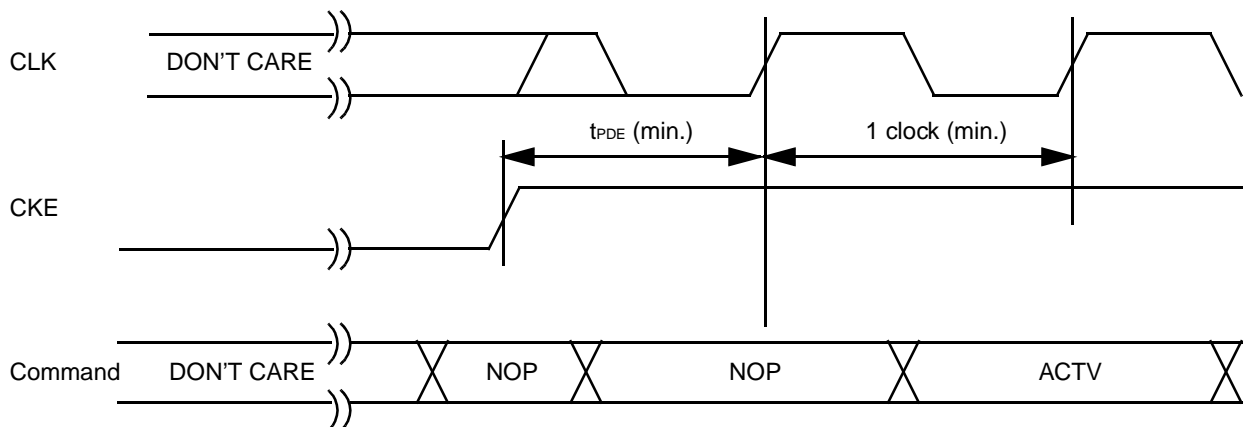 CLK DON'T CARE
tPDE (min.) 1 clock (min.)
CKE
Command DON'T CARE NOP NOP ACTV